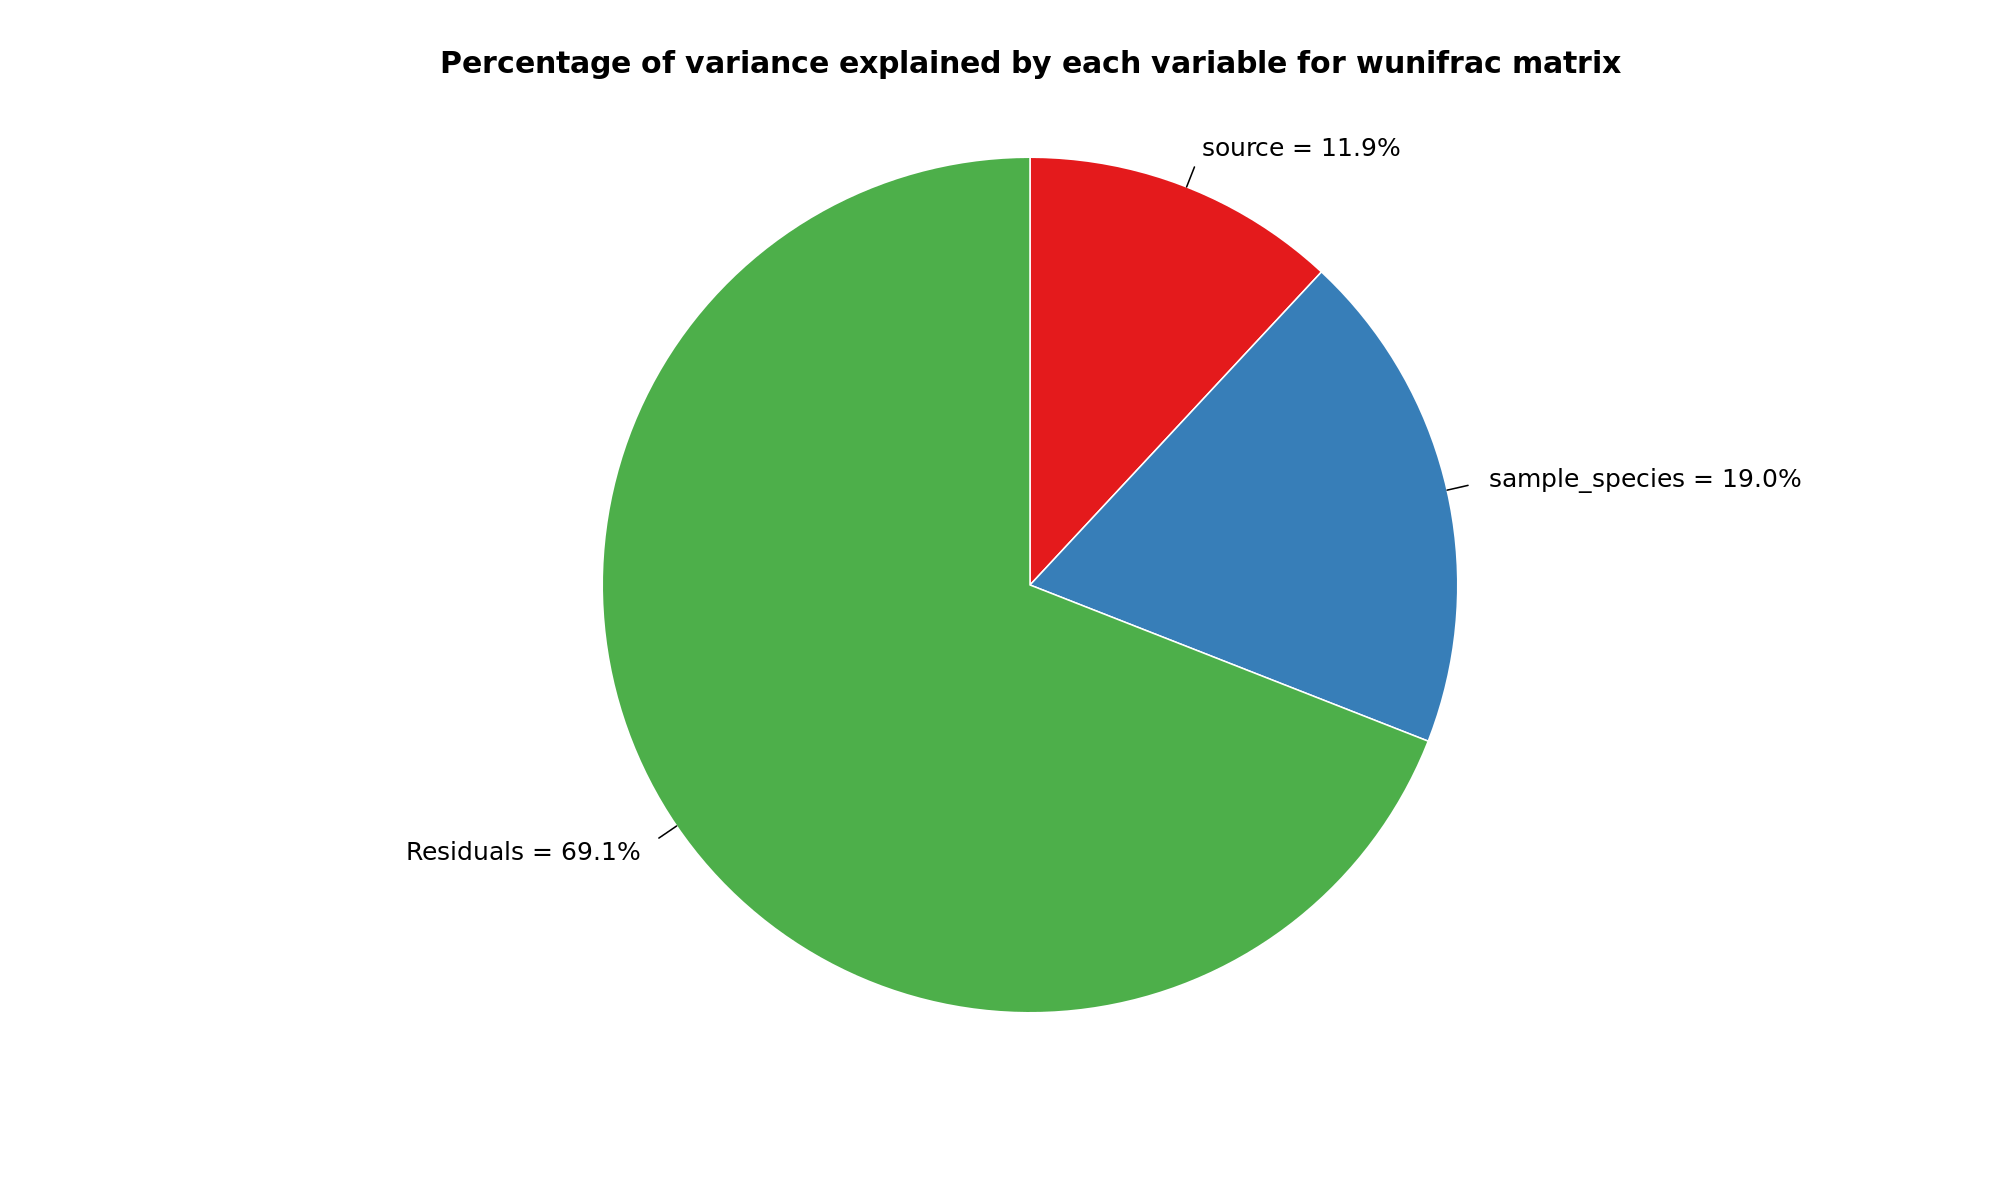 Percentage of variance explained by each variable for wunifrac matrix
source = 11.9%
sample_species = 19.0%
Residuals = 69.1%